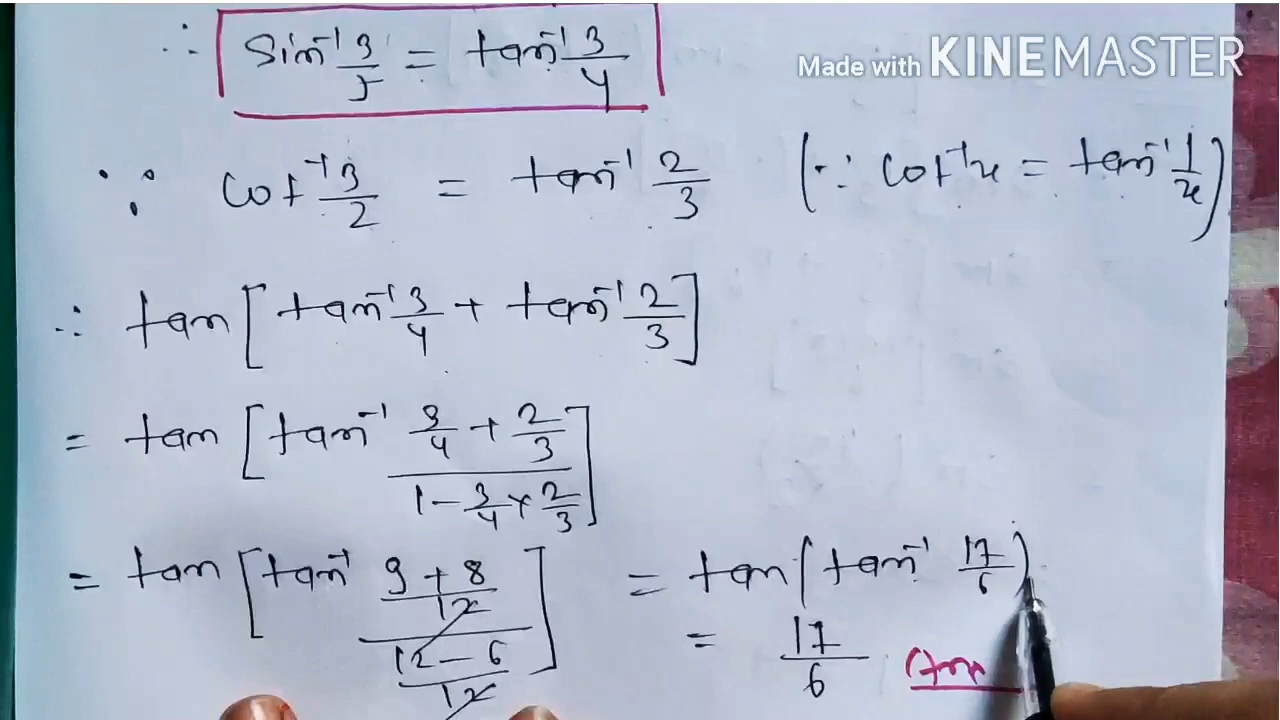 ∴ Sin⁻¹ 3/5 = tan⁻¹ 3/4
Made with KINEMASTER
∵ Cot⁻¹ 3/2 = tan⁻¹ 2/3 (∵ Cot⁻¹x = tan⁻¹ 1/x)
∴ tan[tan⁻¹ 3/4 + tan⁻¹ 2/3]
= tan[tan⁻¹ (3/4 + 2/3)/(1 - 3/4 × 2/3)]
= tan[tan⁻¹ ((9 + 8)/12)/((12 - 6)/12)] = tan(tan⁻¹ 17/6)
= 17/6 Ans